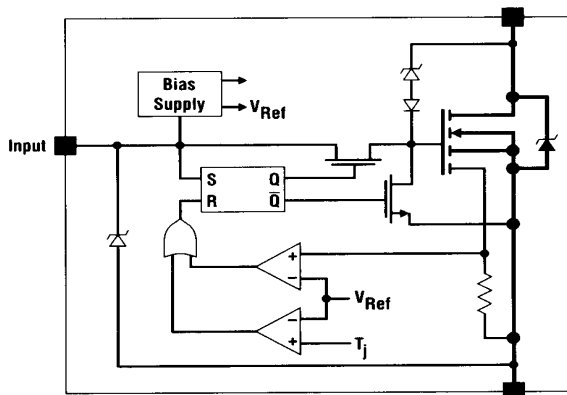 Bias
Supply
V_Ref
Input
S Q
R Q̅
+
−
V_Ref
−
+ T_j